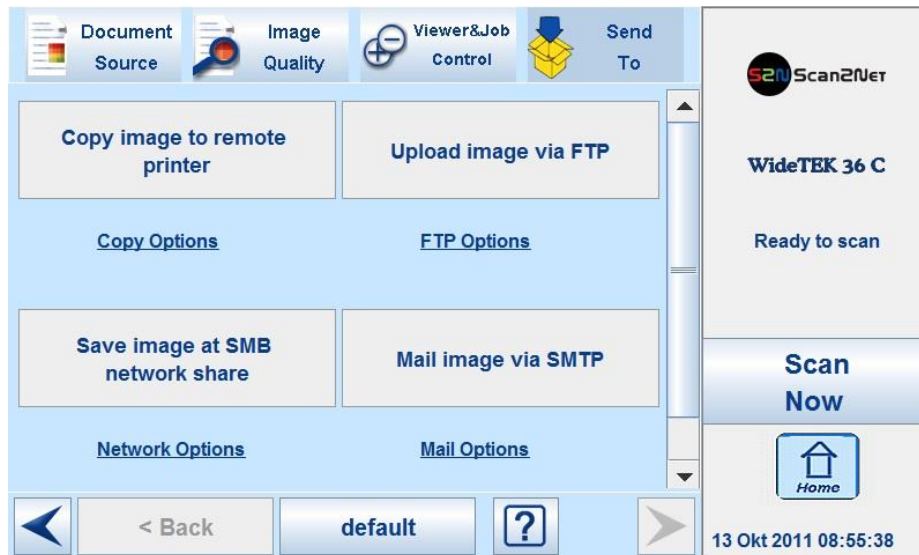 Document
Source
Image
Quality
Viewer&Job
Control
Send
To
Copy image to remote
printer
Upload image via FTP
Copy Options
FTP Options
Save image at SMB
network share
Mail image via SMTP
Network Options
Mail Options
< Back
default
?
S2N Scan2Net
WideTEK 36 C
Ready to scan
Scan
Now
Home
13 Okt 2011 08:55:38